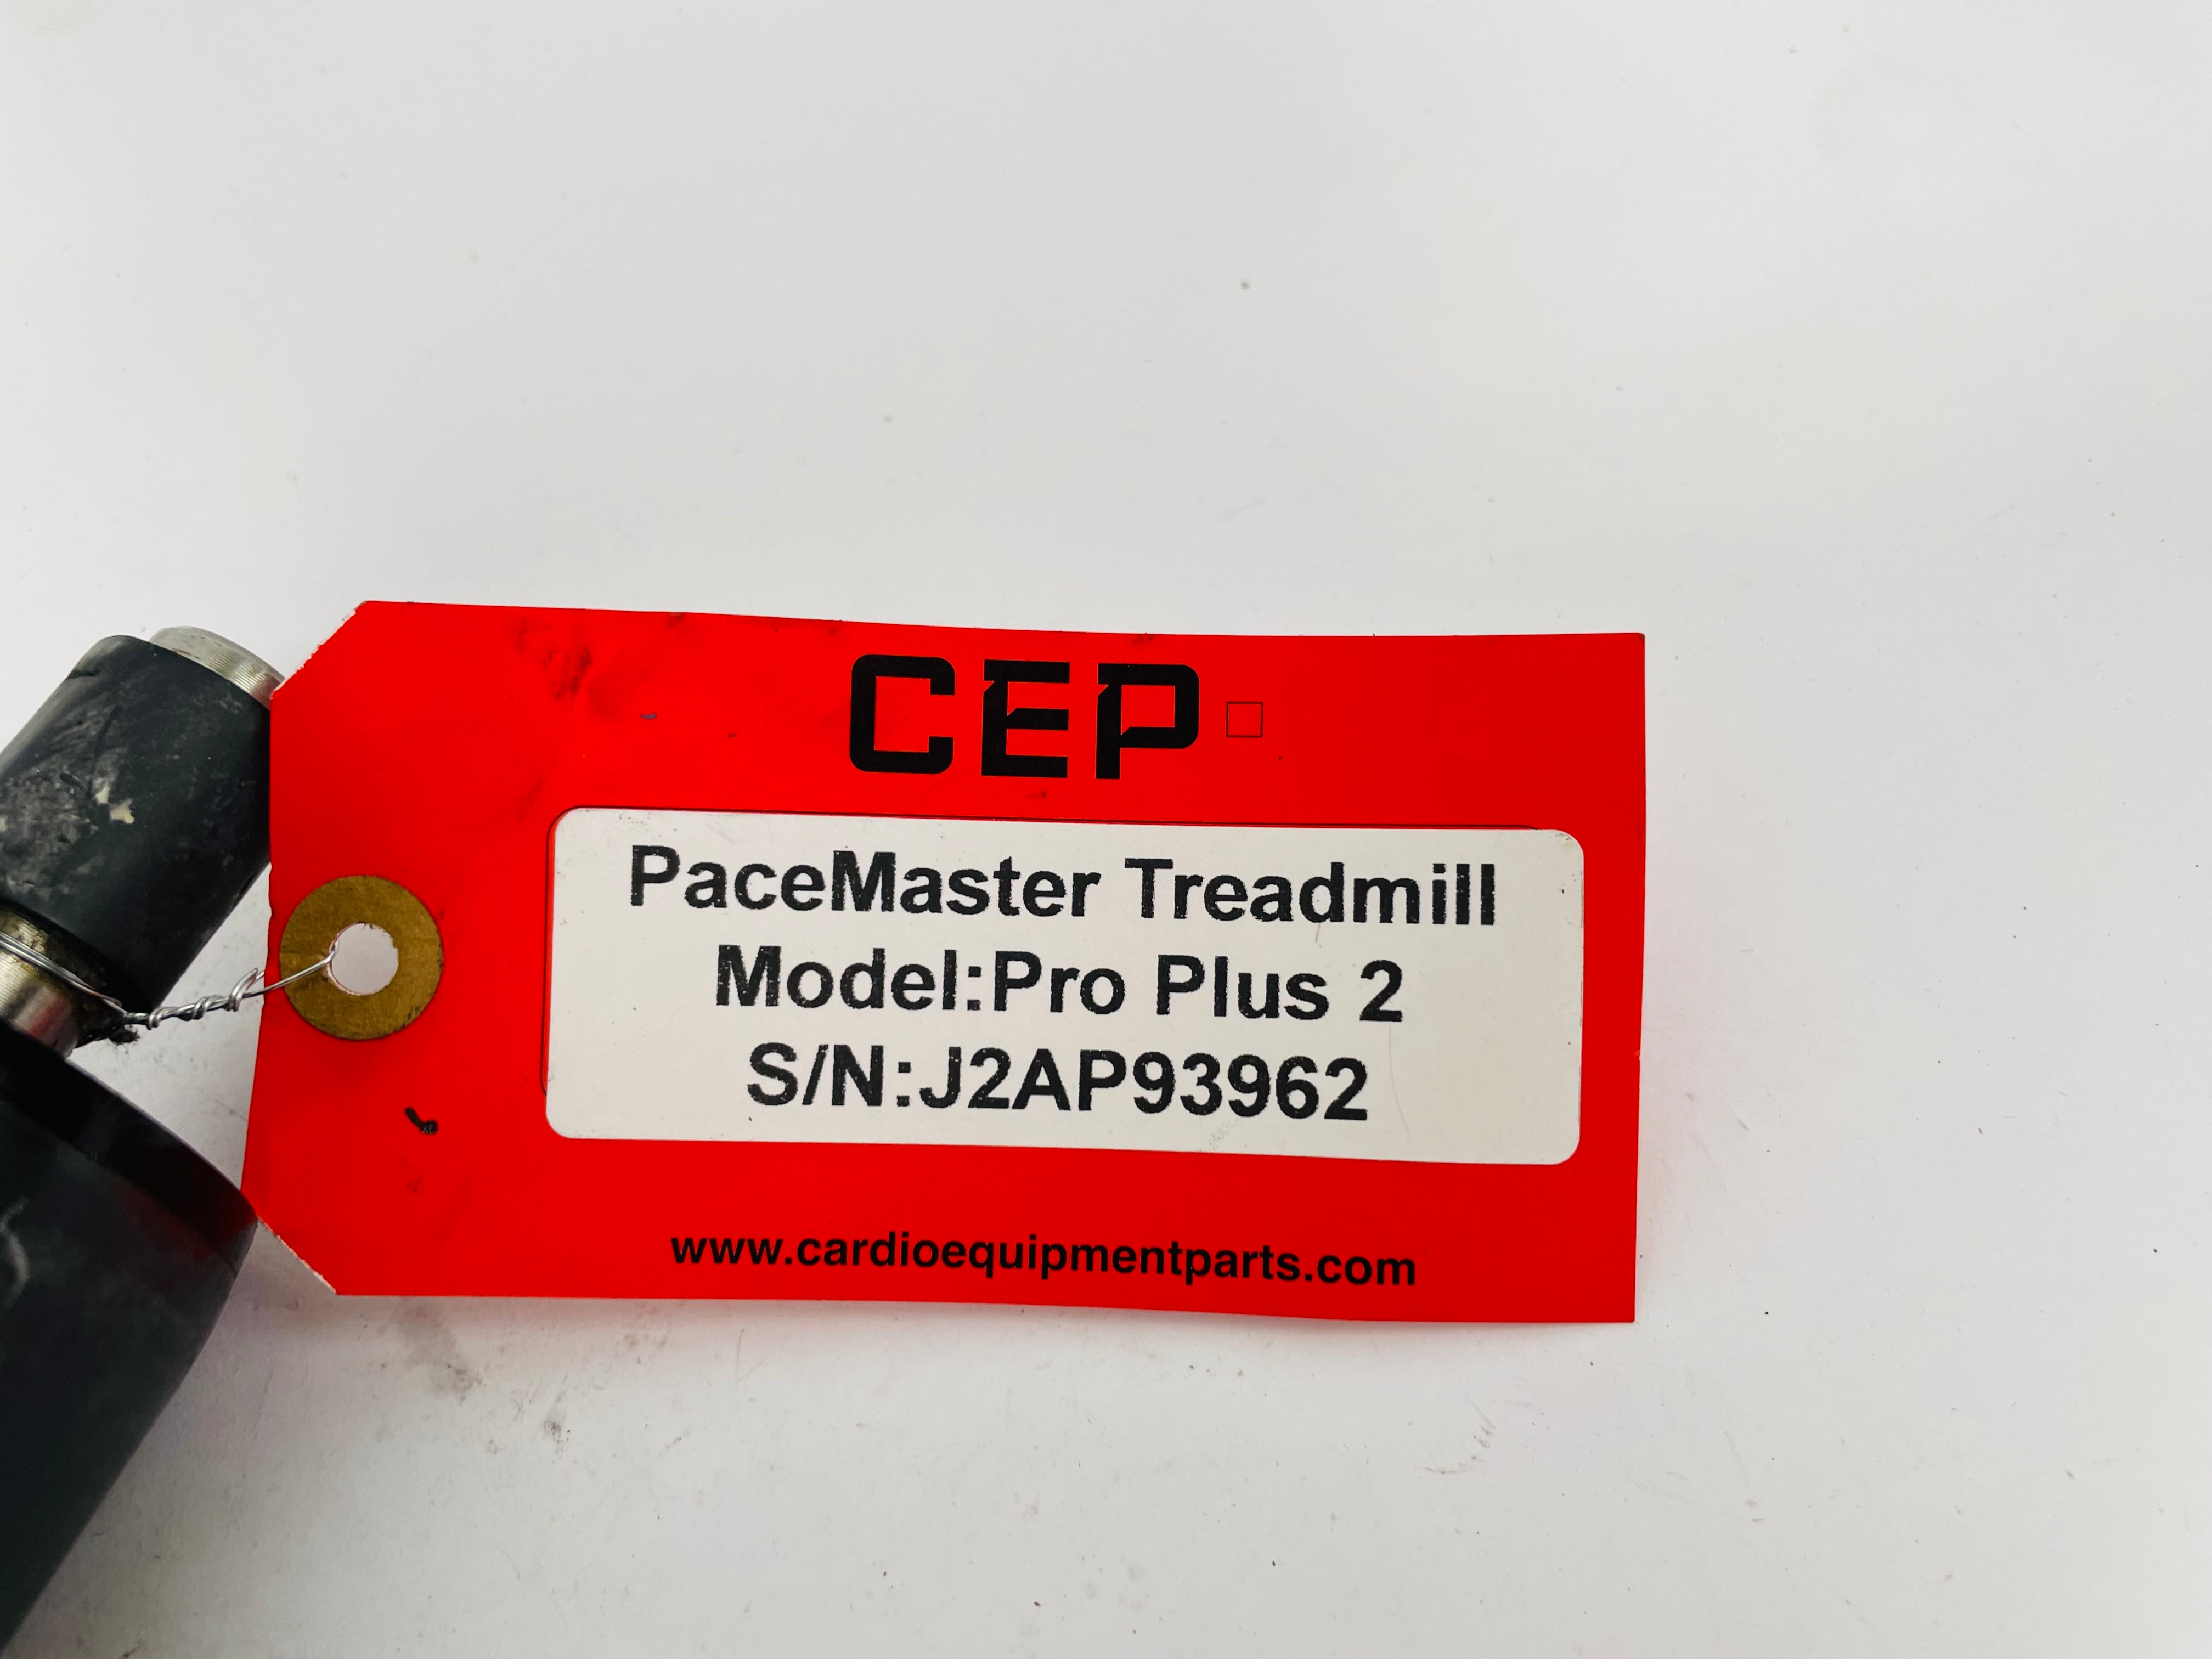 CEP
PaceMaster Treadmill
Model:Pro Plus 2
S/N:J2AP93962
www.cardioequipmentparts.com